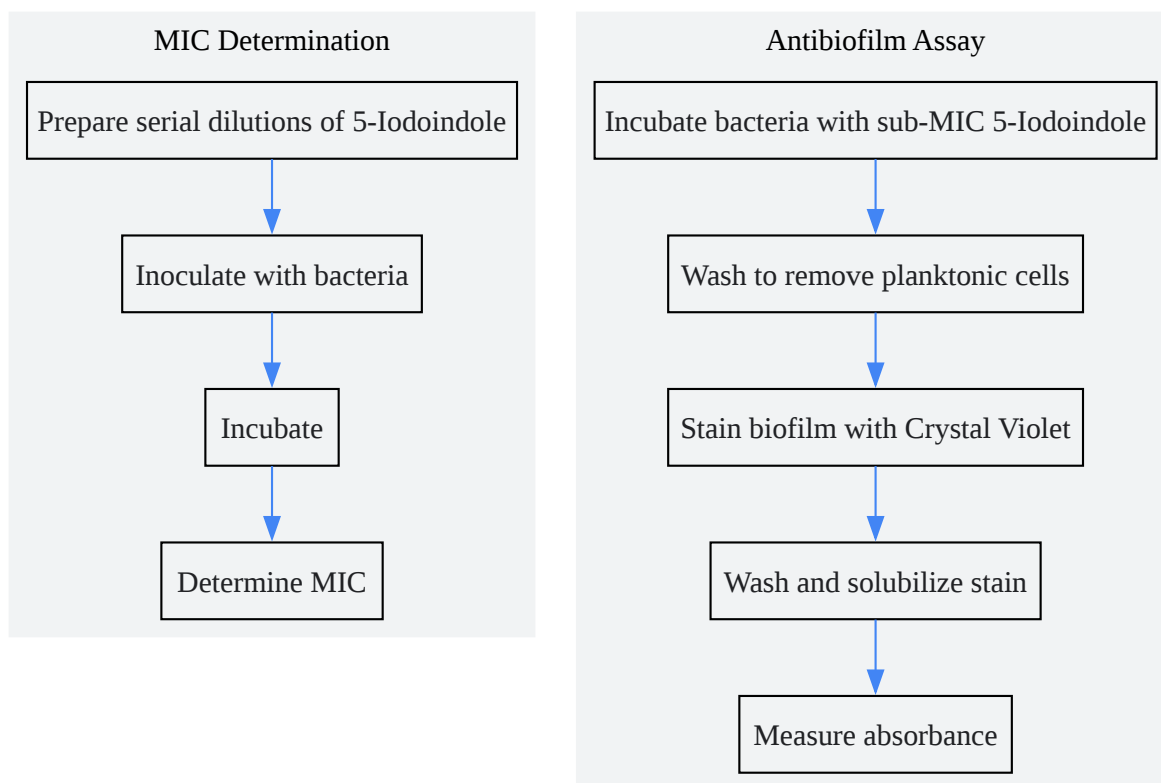 MIC Determination
Prepare serial dilutions of 5-Iodoindole
Inoculate with bacteria
Incubate
Determine MIC
Antibiofilm Assay
Incubate bacteria with sub-MIC 5-Iodoindole
Wash to remove planktonic cells
Stain biofilm with Crystal Violet
Wash and solubilize stain
Measure absorbance